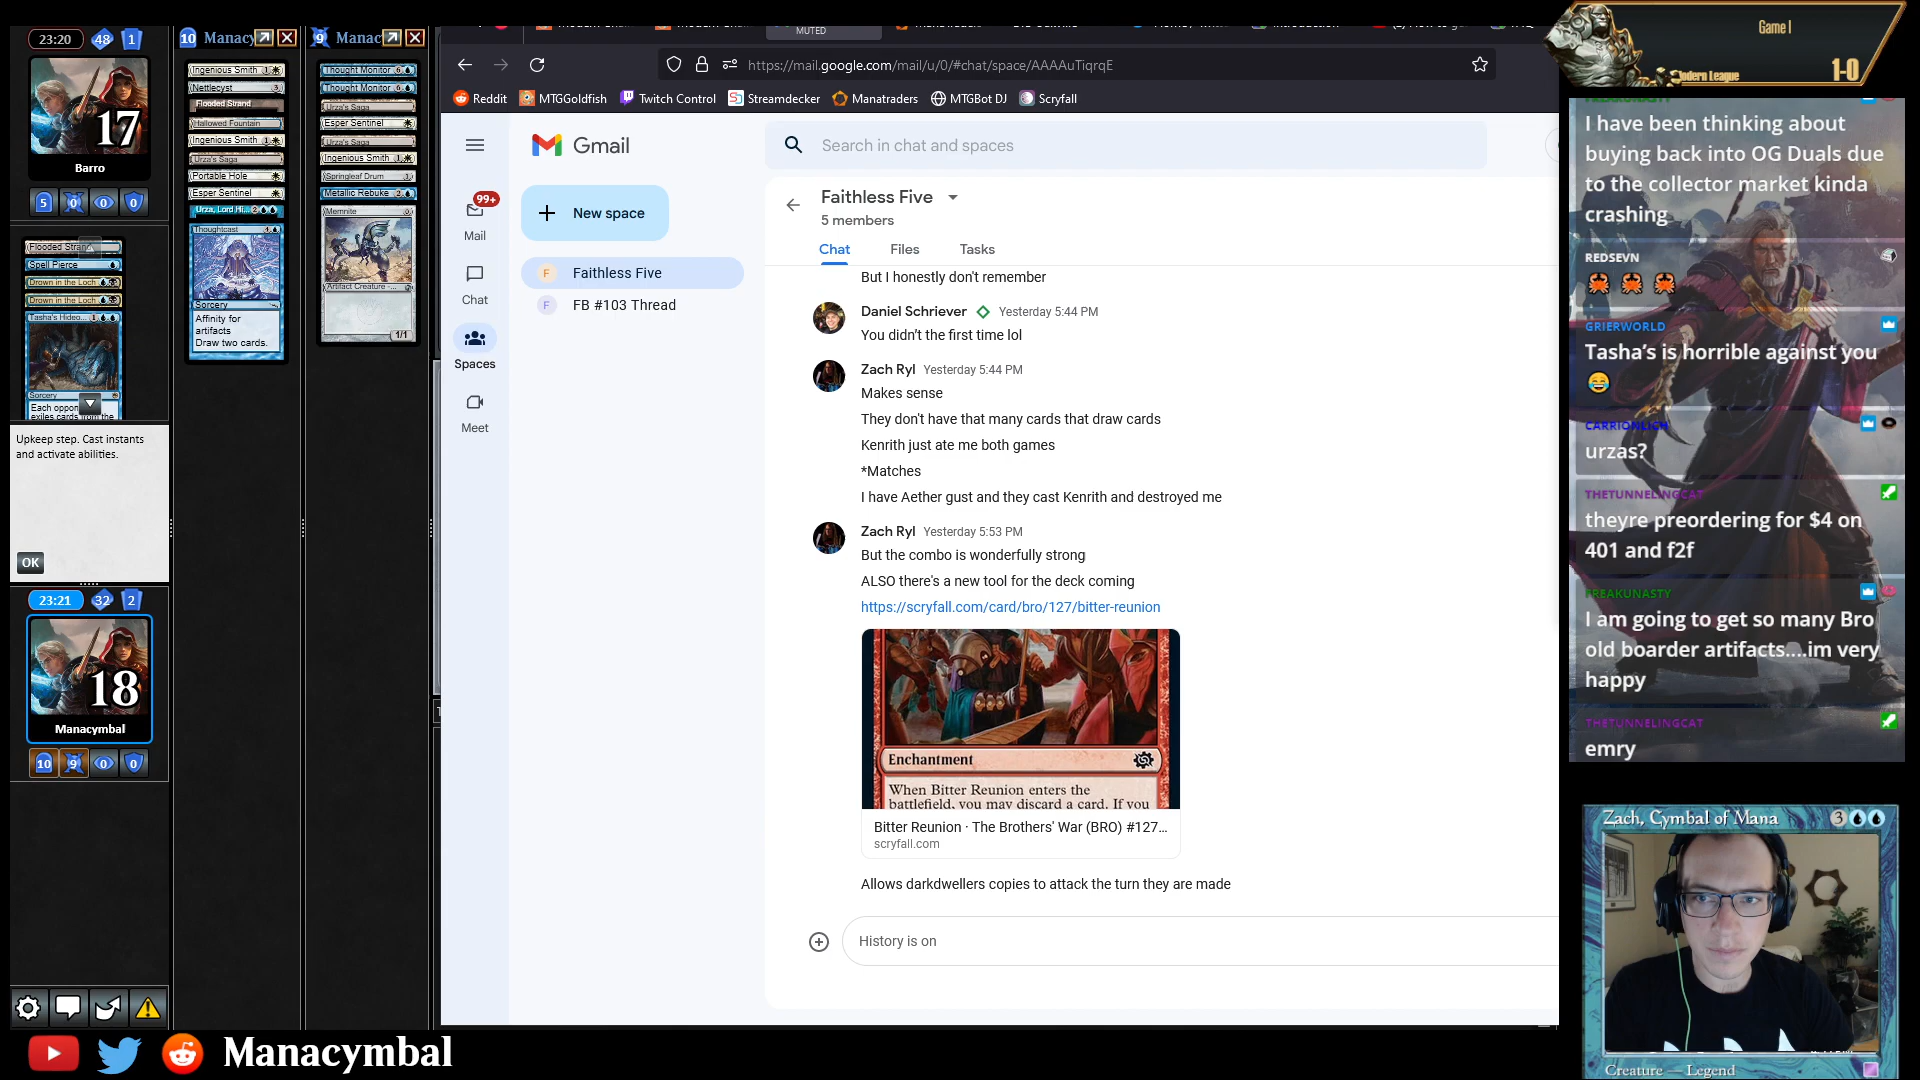 23:20
48
1
17
Barro
5
0
0
0
Flooded Strand
Spell Pierce
Drown in the Loch
Drown in the Loch
Tasha's Hideo...
1
Sorcery
Each oppon
exiles cards from the
Upkeep step. Cast instants
and activate abilities.
OK
23:21
32
2
18
Manacymbal
10
9
0
0
10
Manacy
Ingenious Smith
Nettlecyst
Flooded Strand
Hallowed Fountain
Ingenious Smith
Urza's Saga
Portable Hole
Esper Sentinel
Urza, Lord Hi...
Thoughtcast
Sorcery
Affinity for
artifacts
Draw two cards.
9
Manac
Thought Monitor
Thought Monitor
Urza's Saga
Esper Sentinel
Urza's Saga
Ingenious Smith
Springleaf Drum
Metallic Rebuke
Memnite
Artifact Creature -...
1/1
MUTED
https://mail.google.com/mail/u/0/#chat/space/AAAAuTiqrqE
Reddit
MTGGoldfish
Twitch Control
Streamdecker
Manatraders
MTGBot DJ
Scryfall
Gmail
Search in chat and spaces
99+
Mail
Chat
Spaces
Meet
New space
F
Faithless Five
F
FB #103 Thread
Faithless Five
5 members
Chat
Files
Tasks
But I honestly don't remember
Daniel Schriever
Yesterday 5:44 PM
You didn't the first time lol
Zach Ryl
Yesterday 5:44 PM
Makes sense
They don't have that many cards that draw cards
Kenrith just ate me both games
*Matches
I have Aether gust and they cast Kenrith and destroyed me
Zach Ryl
Yesterday 5:53 PM
But the combo is wonderfully strong
ALSO there's a new tool for the deck coming
https://scryfall.com/card/bro/127/bitter-reunion
Enchantment
When Bitter Reunion enters the
battlefield, you may discard a card. If you
Bitter Reunion · The Brothers' War (BRO) #127...
scryfall.com
Allows darkdwellers copies to attack the turn they are made
History is on
Game 1
Modern League
1-0
FREAKUNASTY
I have been thinking about
buying back into OG Duals due
to the collector market kinda
crashing
REDSEVN
GRIERWORLD
Tasha's is horrible against you
CARRIONLICH
urzas?
THETUNNELINGCAT
theyre preordering for $4 on
401 and f2f
FREAKUNASTY
I am going to get so many Bro
old boarder artifacts....im very
happy
THETUNNELINGCAT
emry
Zach, Cymbal of Mana
3
Creature — Legend
Manacymbal